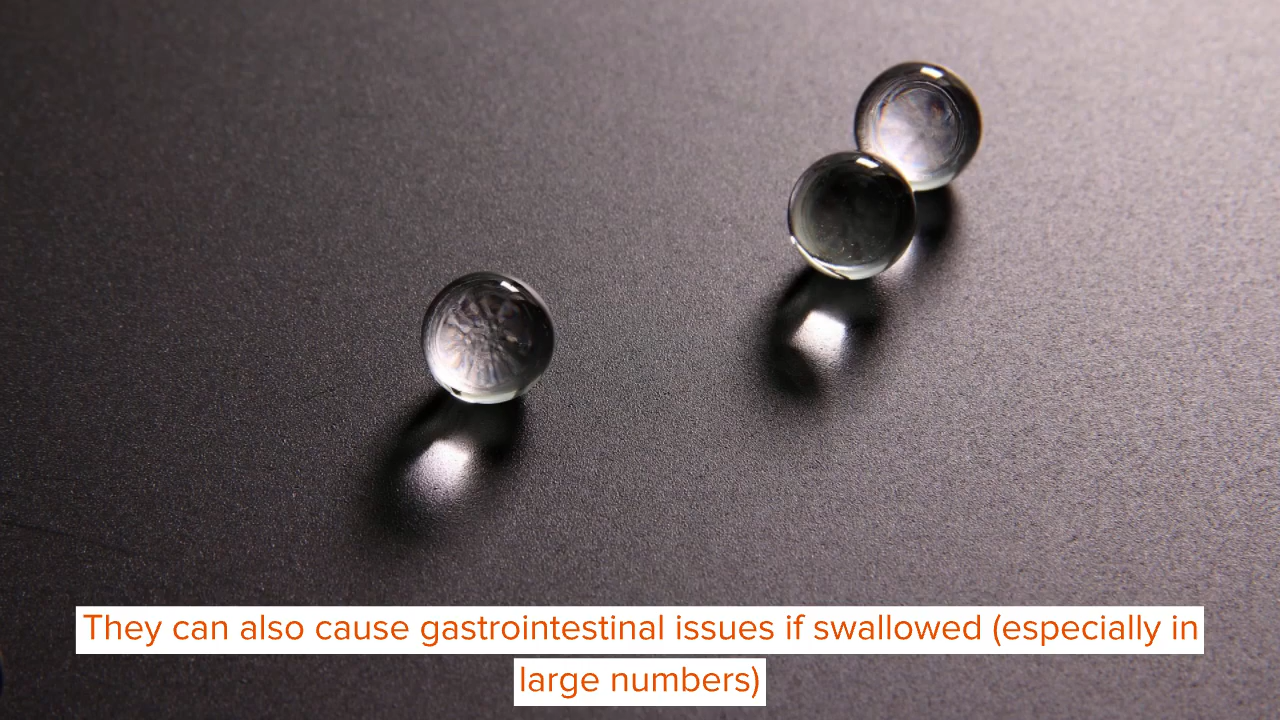 They can also cause gastrointestinal issues if swallowed (especially in
large numbers)